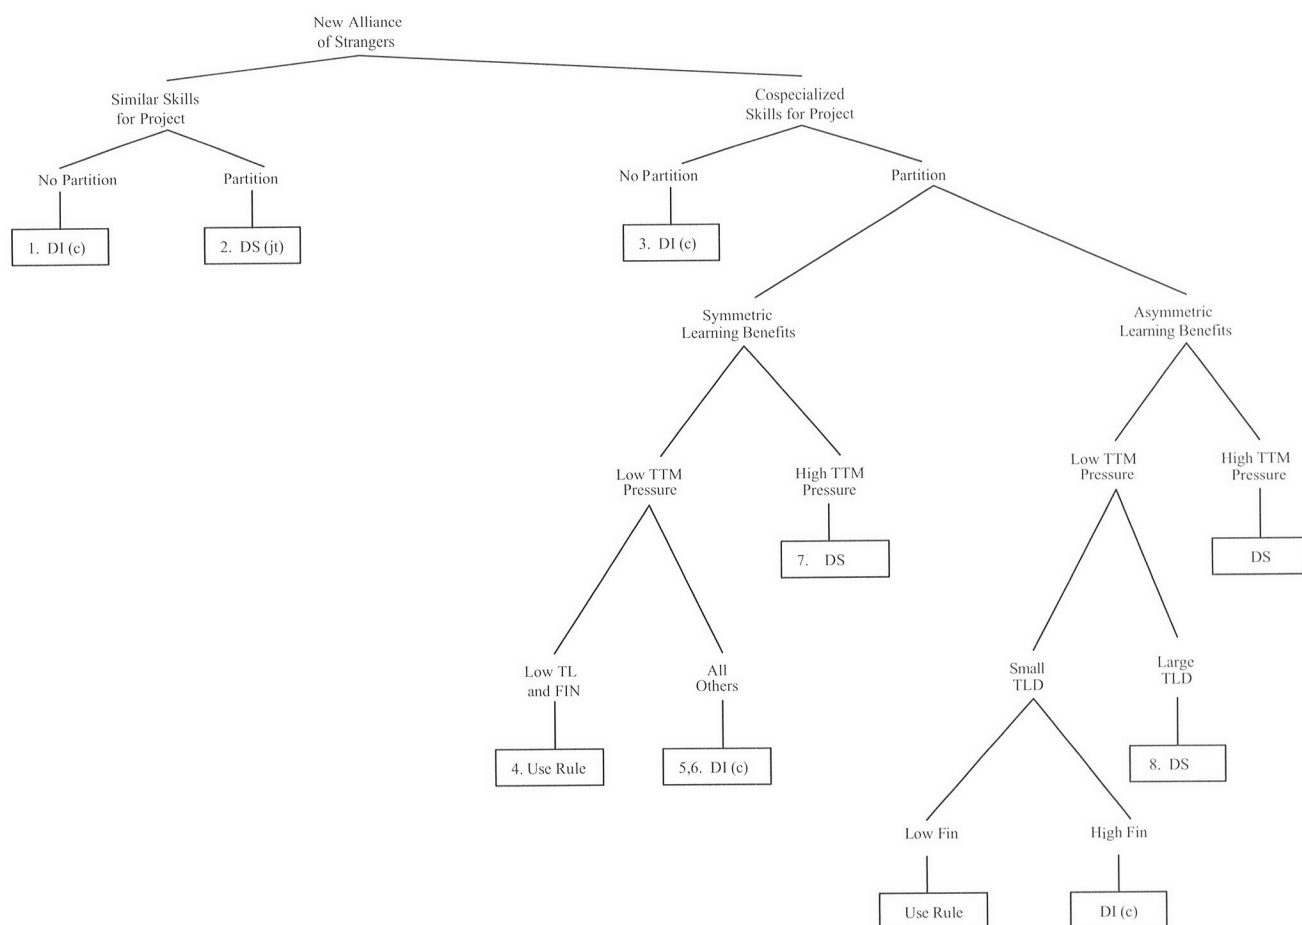 New Alliance
of Strangers
Similar Skills
for Project
Cospecialized
Skills for Project
No Partition
Partition
No Partition
Partition
1. DI (c)
2. DS (jt)
3. DI (c)
Symmetric
Learning Benefits
Asymmetric
Learning Benefits
Low TTM
Pressure
High TTM
Pressure
Low TTM
Pressure
High TTM
Pressure
7. DS
DS
Low TL
and FIN
All
Others
Small
TLD
Large
TLD
4. Use Rule
5,6. DI (c)
8. DS
Low Fin
High Fin
Use Rule
DI (c)